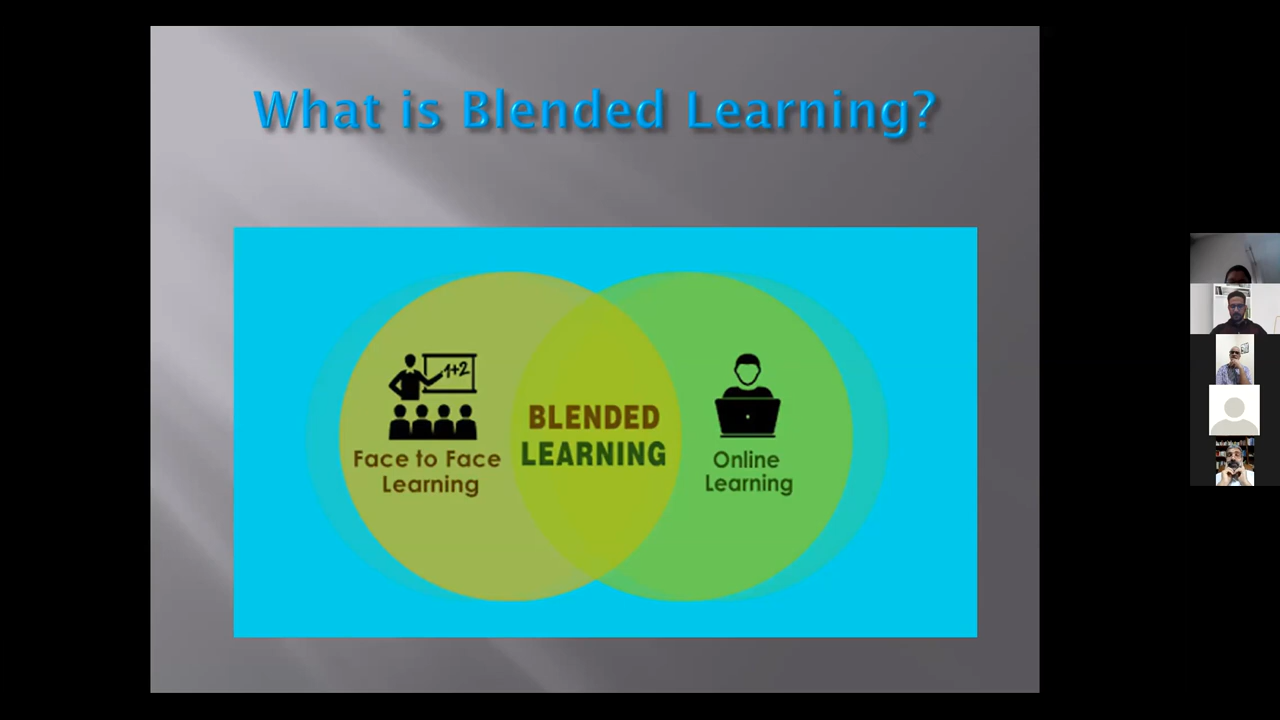 What is Blended Learning?
1+2
Face to Face
Learning
BLENDED
LEARNING
Online
Learning